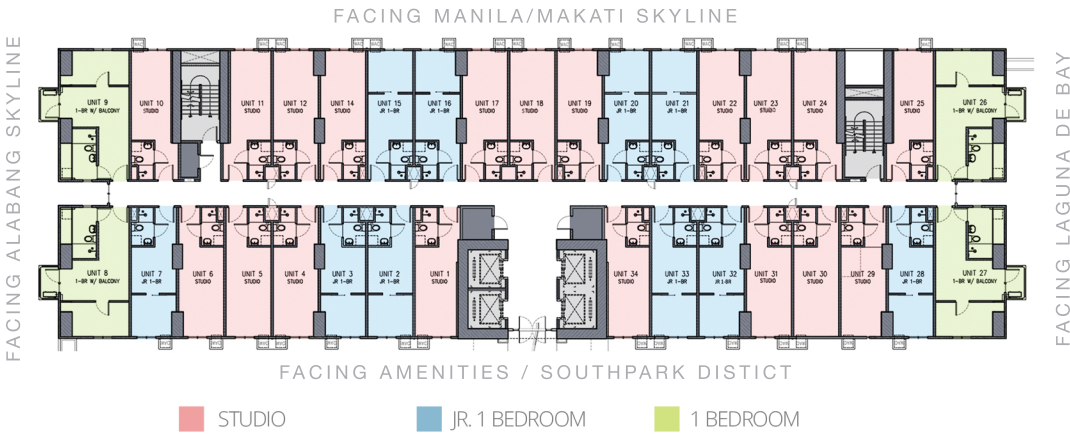 FACING MANILA/MAKATI SKYLINE
FACING ALABANG SKYLINE
FACING LAGUNA DE BAY
UNIT 9
1-BR W/ BALCONY
UNIT 10
STUDIO
UNIT 11
STUDIO
UNIT 12
STUDIO
UNIT 14
STUDIO
UNIT 15
JR 1-BR
UNIT 16
JR 1-BR
UNIT 17
STUDIO
UNIT 18
STUDIO
UNIT 19
STUDIO
UNIT 20
JR 1-BR
UNIT 21
JR 1-BR
UNIT 22
STUDIO
UNIT 23
STUDIO
UNIT 24
STUDIO
UNIT 25
STUDIO
UNIT 26
1-BR W/ BALCONY
UNIT 8
1-BR W/ BALCONY
UNIT 7
JR 1-BR
UNIT 6
STUDIO
UNIT 5
STUDIO
UNIT 4
STUDIO
UNIT 3
JR 1-BR
UNIT 2
JR 1-BR
UNIT 1
STUDIO
UNIT 34
STUDIO
UNIT 33
JR 1-BR
UNIT 32
JR 1-BR
UNIT 31
STUDIO
UNIT 30
STUDIO
UNIT 29
STUDIO
UNIT 28
JR 1-BR
UNIT 27
1-BR W/ BALCONY
FACING AMENITIES / SOUTHPARK DISTICT
STUDIO
JR. 1 BEDROOM
1 BEDROOM